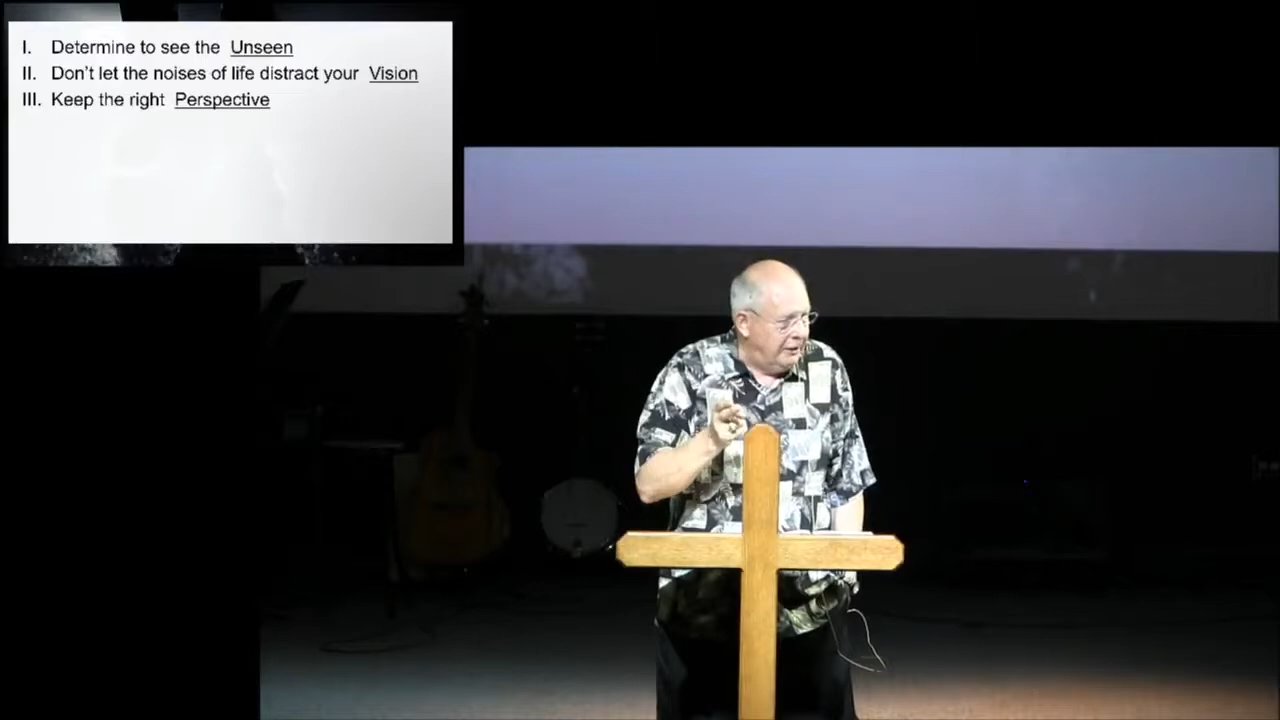 I. Determine to see the Unseen
II. Don't let the noises of life distract your Vision
III. Keep the right Perspective